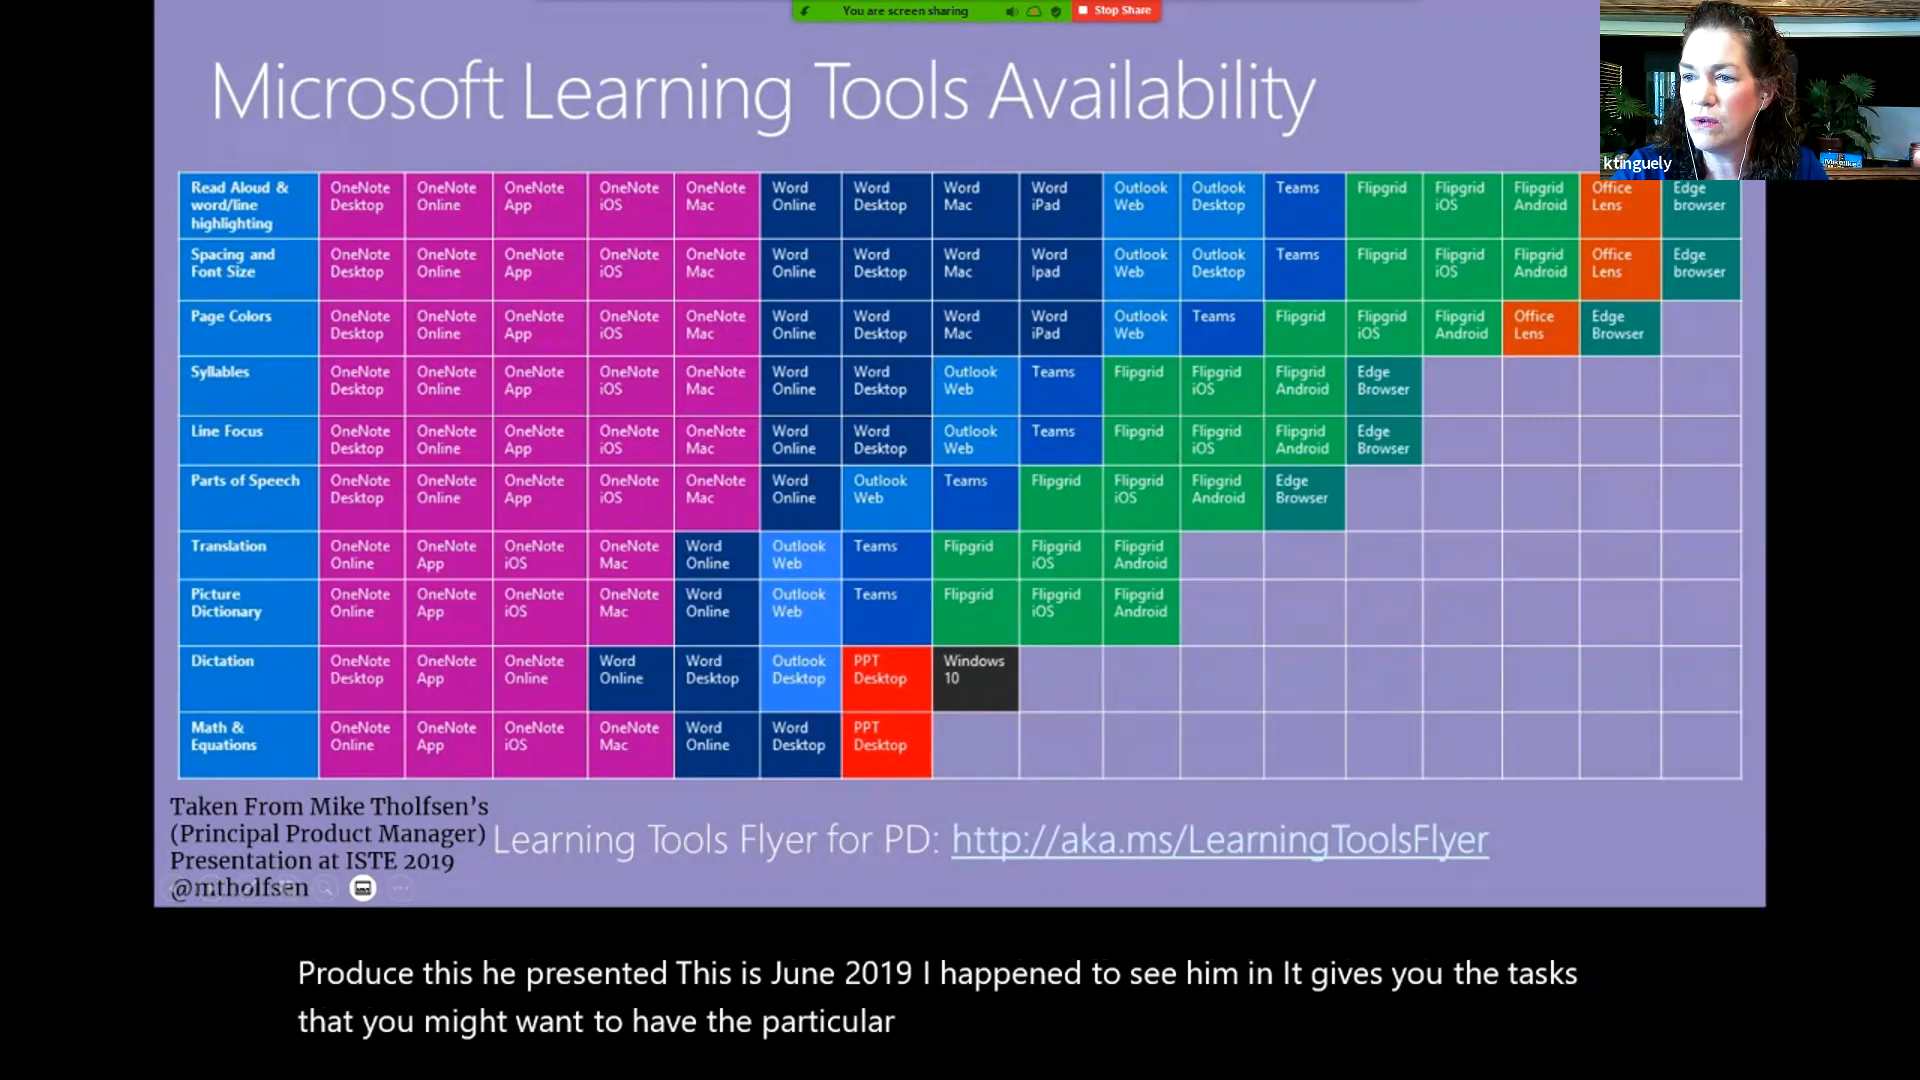 You are screen sharing
Stop Share
Microsoft Learning Tools Availability
ktinguely
Read Aloud &
word/line
highlighting
OneNote
Desktop
OneNote
Online
OneNote
App
OneNote
iOS
OneNote
Mac
Word
Online
Word
Desktop
Word
Mac
Word
iPad
Outlook
Web
Outlook
Desktop
Teams
Flipgrid
Flipgrid
iOS
Flipgrid
Android
Office
Lens
Edge
browser
Spacing and
Font Size
OneNote
Desktop
OneNote
Online
OneNote
App
OneNote
iOS
OneNote
Mac
Word
Online
Word
Desktop
Word
Mac
Word
Ipad
Outlook
Web
Outlook
Desktop
Teams
Flipgrid
Flipgrid
iOS
Flipgrid
Android
Office
Lens
Edge
browser
Page Colors
OneNote
Desktop
OneNote
Online
OneNote
App
OneNote
iOS
OneNote
Mac
Word
Online
Word
Desktop
Word
Mac
Word
iPad
Outlook
Web
Teams
Flipgrid
Flipgrid
iOS
Flipgrid
Android
Office
Lens
Edge
Browser
Syllables
OneNote
Desktop
OneNote
Online
OneNote
App
OneNote
iOS
OneNote
Mac
Word
Online
Word
Desktop
Outlook
Web
Teams
Flipgrid
Flipgrid
iOS
Flipgrid
Android
Edge
Browser
Line Focus
OneNote
Desktop
OneNote
Online
OneNote
App
OneNote
iOS
OneNote
Mac
Word
Online
Word
Desktop
Outlook
Web
Teams
Flipgrid
Flipgrid
iOS
Flipgrid
Android
Edge
Browser
Parts of Speech
OneNote
Desktop
OneNote
Online
OneNote
App
OneNote
iOS
OneNote
Mac
Word
Online
Outlook
Web
Teams
Flipgrid
Flipgrid
iOS
Flipgrid
Android
Edge
Browser
Translation
OneNote
Online
OneNote
App
OneNote
iOS
OneNote
Mac
Word
Online
Outlook
Web
Teams
Flipgrid
Flipgrid
iOS
Flipgrid
Android
Picture
Dictionary
OneNote
Online
OneNote
App
OneNote
iOS
OneNote
Mac
Word
Online
Outlook
Web
Teams
Flipgrid
Flipgrid
iOS
Flipgrid
Android
Dictation
OneNote
Desktop
OneNote
App
OneNote
Online
Word
Online
Word
Desktop
Outlook
Desktop
PPT
Desktop
Windows
10
Math &
Equations
OneNote
Online
OneNote
App
OneNote
iOS
OneNote
Mac
Word
Online
Word
Desktop
PPT
Desktop
Taken From Mike Tholfsen's
(Principal Product Manager)
Presentation at ISTE 2019
@mtholfsen
Learning Tools Flyer for PD: http://aka.ms/LearningToolsFlyer
Produce this he presented This is June 2019 I happened to see him in It gives you the tasks
that you might want to have the particular